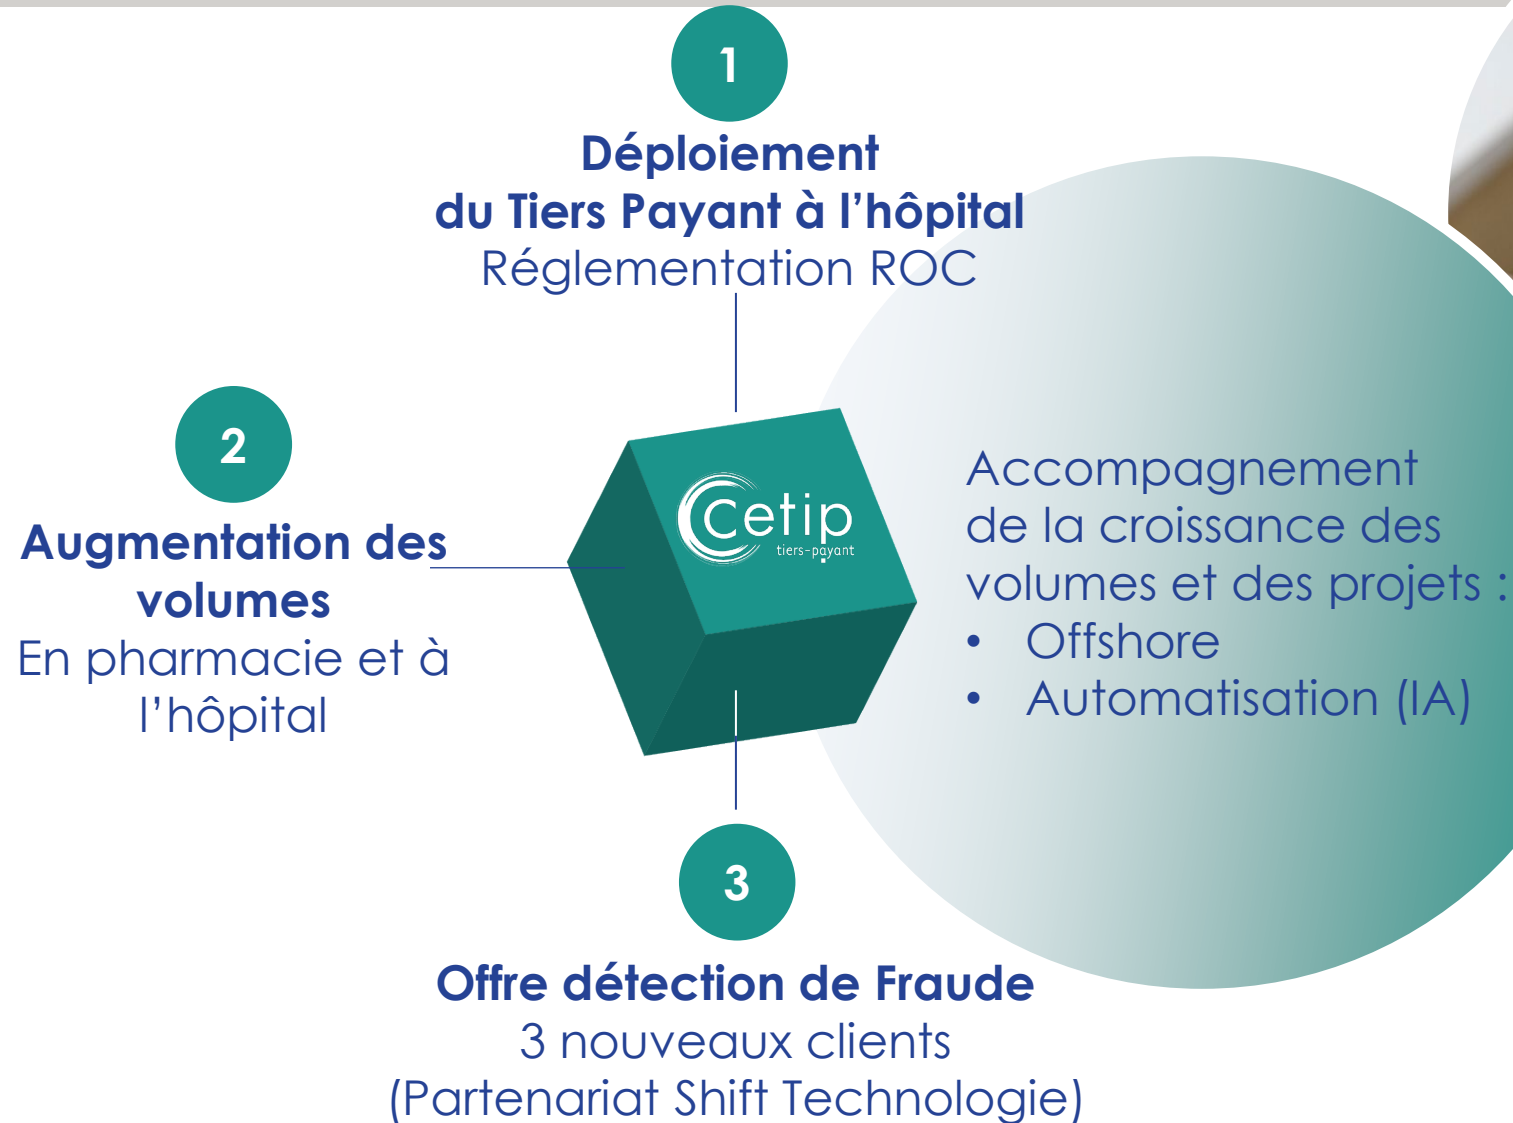 1
Déploiement
du Tiers Payant à l’hôpital
Réglementation ROC
2
Augmentation des
volumes
En pharmacie et à
l’hôpital
Cetip
tiers-payant
Accompagnement
de la croissance des
volumes et des projets :
• Offshore
• Automatisation (IA)
3
Offre détection de Fraude
3 nouveaux clients
(Partenariat Shift Technologie)